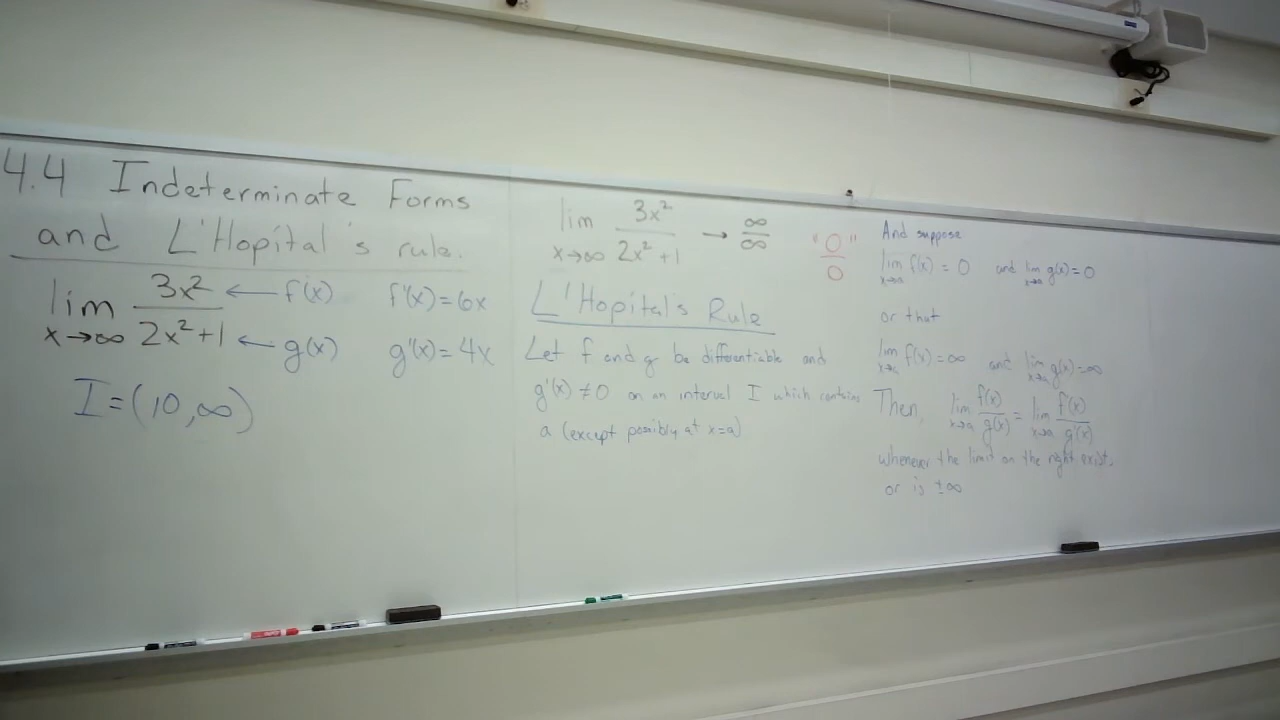 4.4 Indeterminate Forms
and L'Hopital's rule.
lim x→∞ 3x²/(2x²+1) ← f(x) f'(x)=6x
← g(x) g'(x)=4x
I=(10,∞)
lim x→∞ 3x²/(2x²+1) → ∞/∞
"0/0"
L'Hopital's Rule
Let f and g be differentiable and
g'(x) ≠ 0 on an interval I which contains
a (except possibly at x=a)
And suppose
lim x→a f(x) = 0 and lim x→a g(x) = 0
or that
lim x→a f(x) = ∞ and lim x→a g(x) = ∞
Then, lim x→a f(x)/g(x) = lim x→a f'(x)/g'(x)
whenever the limit on the right exists
or is ±∞